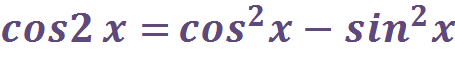 cos2 x = cos²x − sin²x